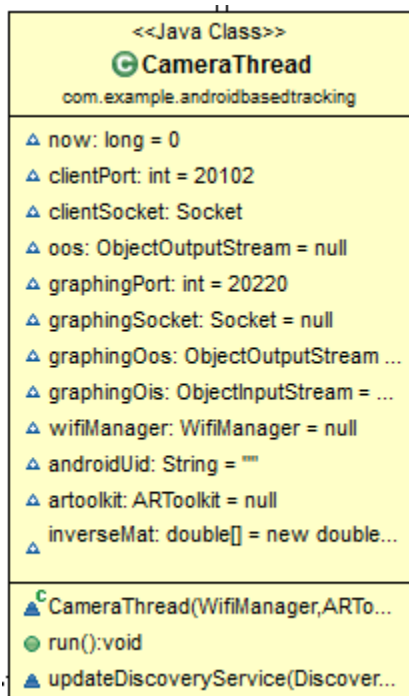 <<Java Class>>
CameraThread
com.example.androidbasedtracking
now: long = 0
clientPort: int = 20102
clientSocket: Socket
oos: ObjectOutputStream = null
graphingPort: int = 20220
graphingSocket: Socket = null
graphingOos: ObjectOutputStream ...
graphingOis: ObjectInputStream = ...
wifiManager: WifiManager = null
androidUid: String = """
artoolkit: ARToolkit = null
inverseMat: double[] = new double...
CameraThread(WifiManager,ARTo...
run():void
updateDiscoveryService(Discover...